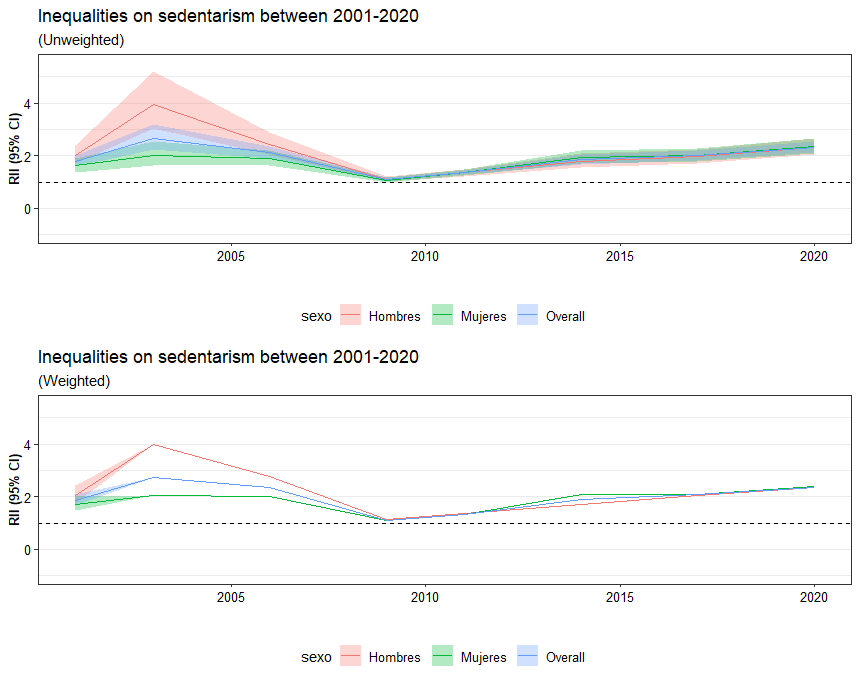 Inequalities on sedentarism between 2001-2020
(Unweighted)
RII (95% CI)
4
2
0
2005 2010 2015 2020
sexo Hombres Mujeres Overall
Inequalities on sedentarism between 2001-2020
(Weighted)
RII (95% CI)
4
2
0
2005 2010 2015 2020
sexo Hombres Mujeres Overall